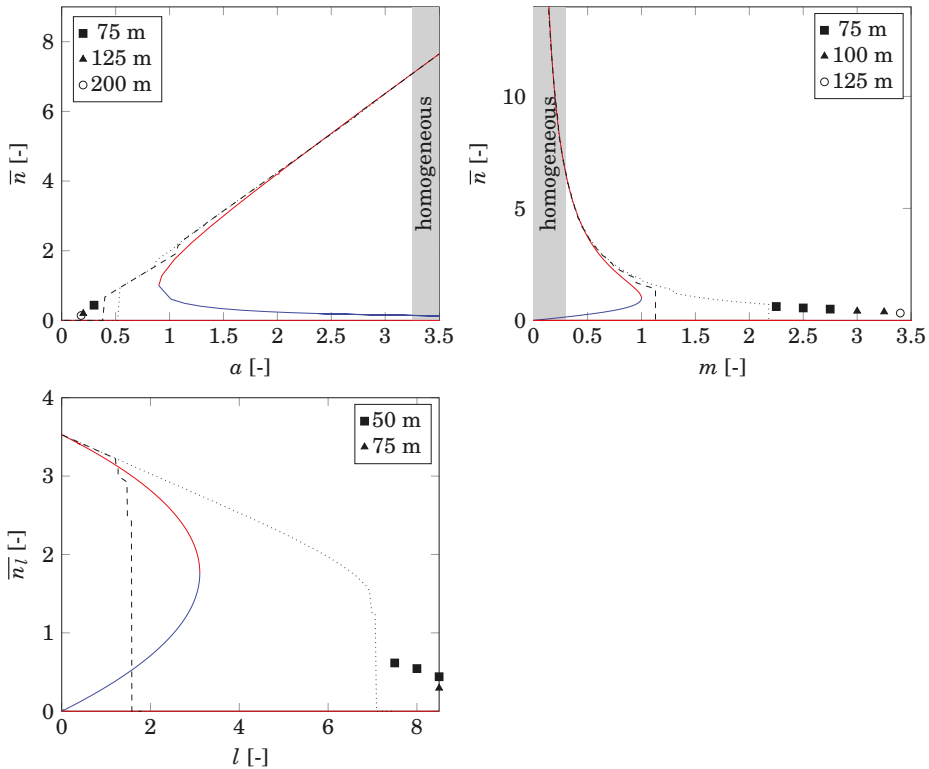 75 m
125 m
200 m
homogeneous
n [-]
0
2
4
6
8
0 0.5 1 1.5 2 2.5 3 3.5
a [-]
75 m
100 m
125 m
homogeneous
n [-]
0
5
10
0 0.5 1 1.5 2 2.5 3 3.5
m [-]
50 m
75 m
n̅l [-]
0
1
2
3
4
0 2 4 6 8
l [-]